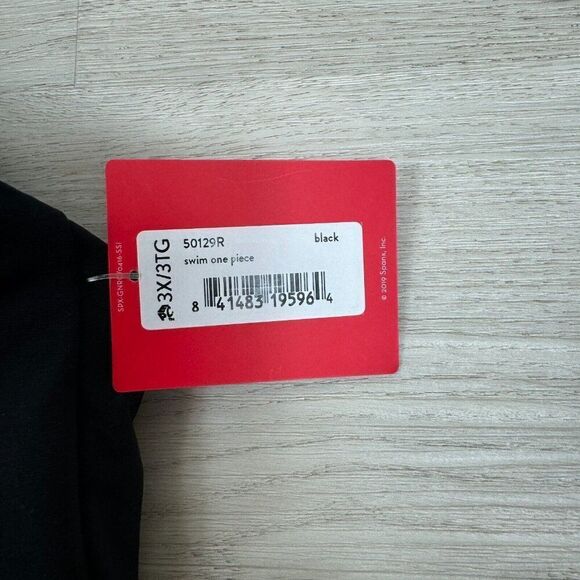 50129R black
swim one piece
3X/3TG
8 41483 19596 4
© 2019 Spanx, Inc.